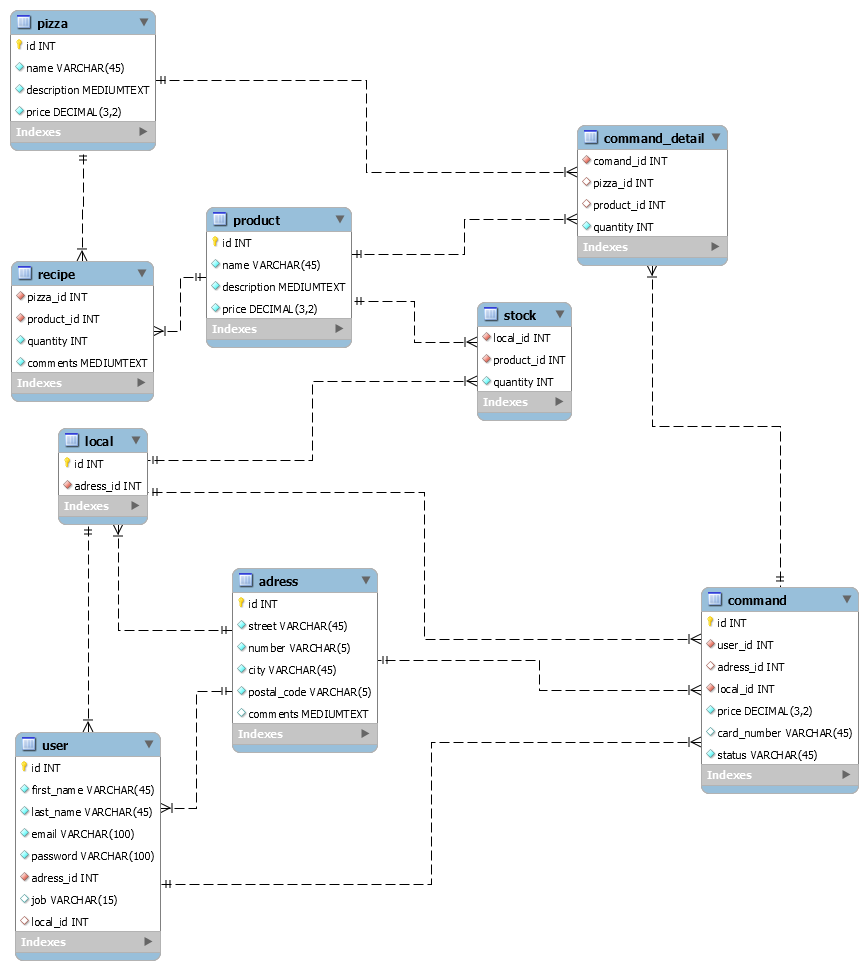 pizza
id INT
name VARCHAR(45)
description MEDIUMTEXT
price DECIMAL(3,2)
Indexes
command_detail
comand_id INT
pizza_id INT
product_id INT
quantity INT
Indexes
product
id INT
name VARCHAR(45)
description MEDIUMTEXT
price DECIMAL(3,2)
Indexes
recipe
pizza_id INT
product_id INT
quantity INT
comments MEDIUMTEXT
Indexes
stock
local_id INT
product_id INT
quantity INT
Indexes
local
id INT
adress_id INT
Indexes
adress
id INT
street VARCHAR(45)
number VARCHAR(5)
city VARCHAR(45)
postal_code VARCHAR(5)
comments MEDIUMTEXT
Indexes
command
id INT
user_id INT
adress_id INT
local_id INT
price DECIMAL(3,2)
card_number VARCHAR(45)
status VARCHAR(45)
Indexes
user
id INT
first_name VARCHAR(45)
last_name VARCHAR(45)
email VARCHAR(100)
password VARCHAR(100)
adress_id INT
job VARCHAR(15)
local_id INT
Indexes